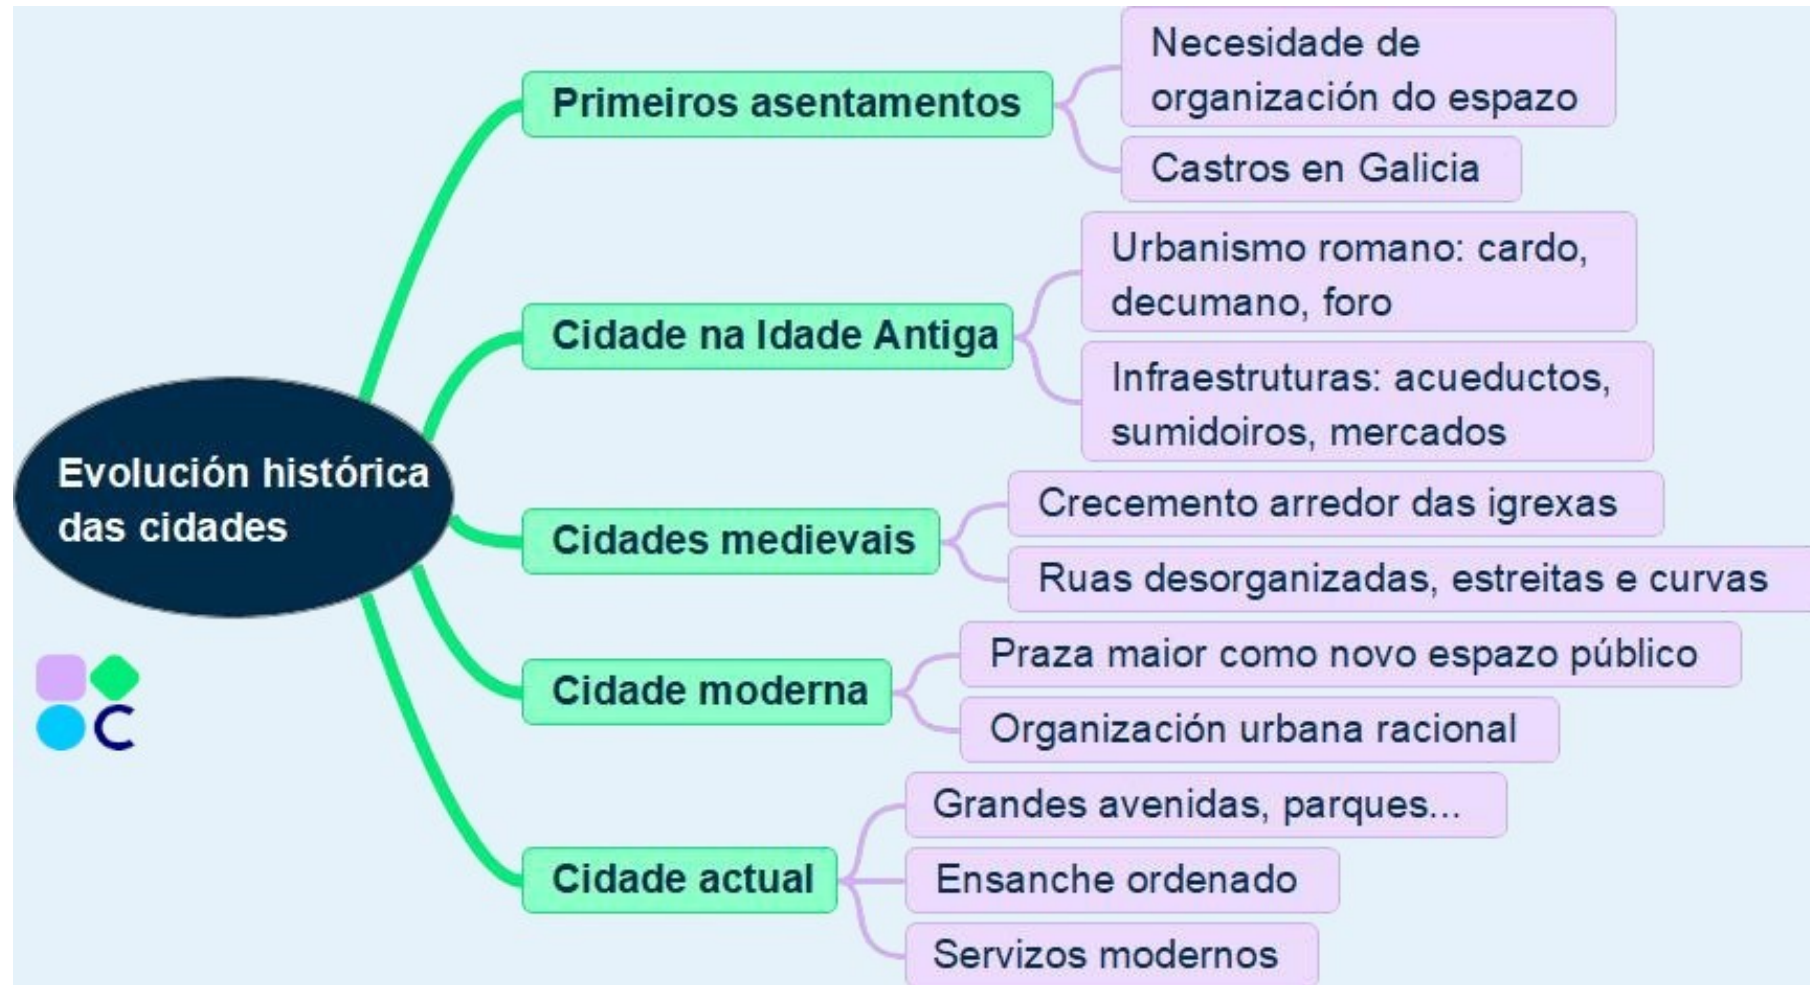 Evolución histórica
das cidades
Primeiros asentamentos
Necesidade de
organización do espazo
Castros en Galicia
Cidade na Idade Antiga
Urbanismo romano: cardo,
decumano, foro
Infraestruturas: acueductos,
sumidoiros, mercados
Cidades medievais
Crecemento arredor das igrexas
Ruas desorganizadas, estreitas e curvas
Cidade moderna
Praza maior como novo espazo público
Organización urbana racional
Cidade actual
Grandes avenidas, parques...
Ensanche ordenado
Servizos modernos